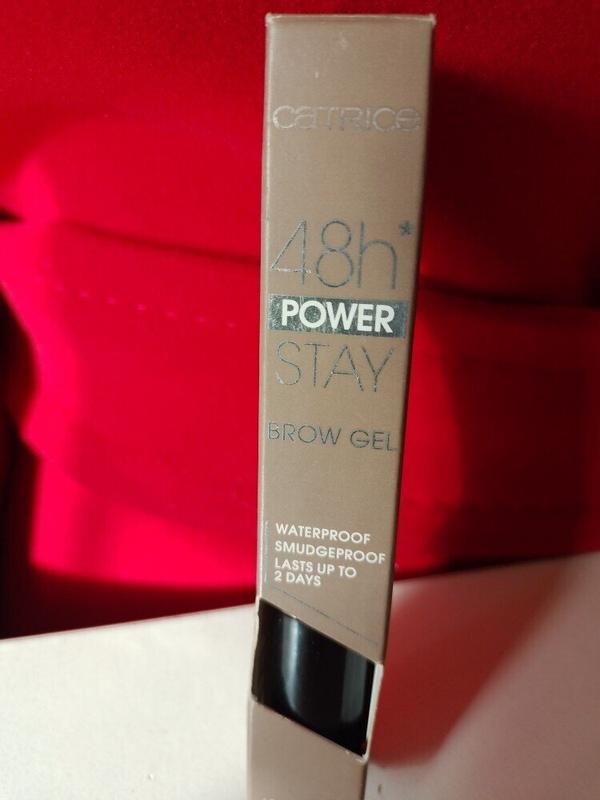 CATRICE
48h*
POWER
STAY
BROW GEL
WATERPROOF
SMUDGEPROOF
LASTS UP TO
2 DAYS